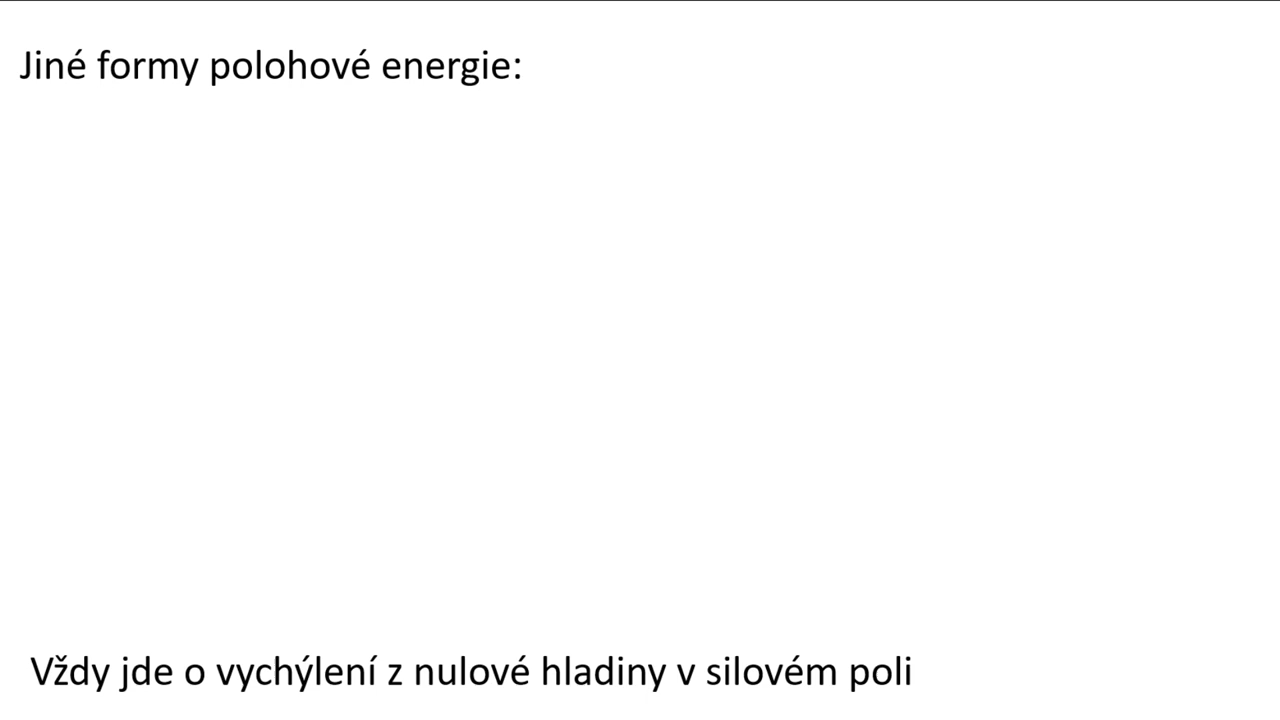 Jiné formy polohové energie:
Vždy jde o vychýlení z nulové hladiny v silovém poli